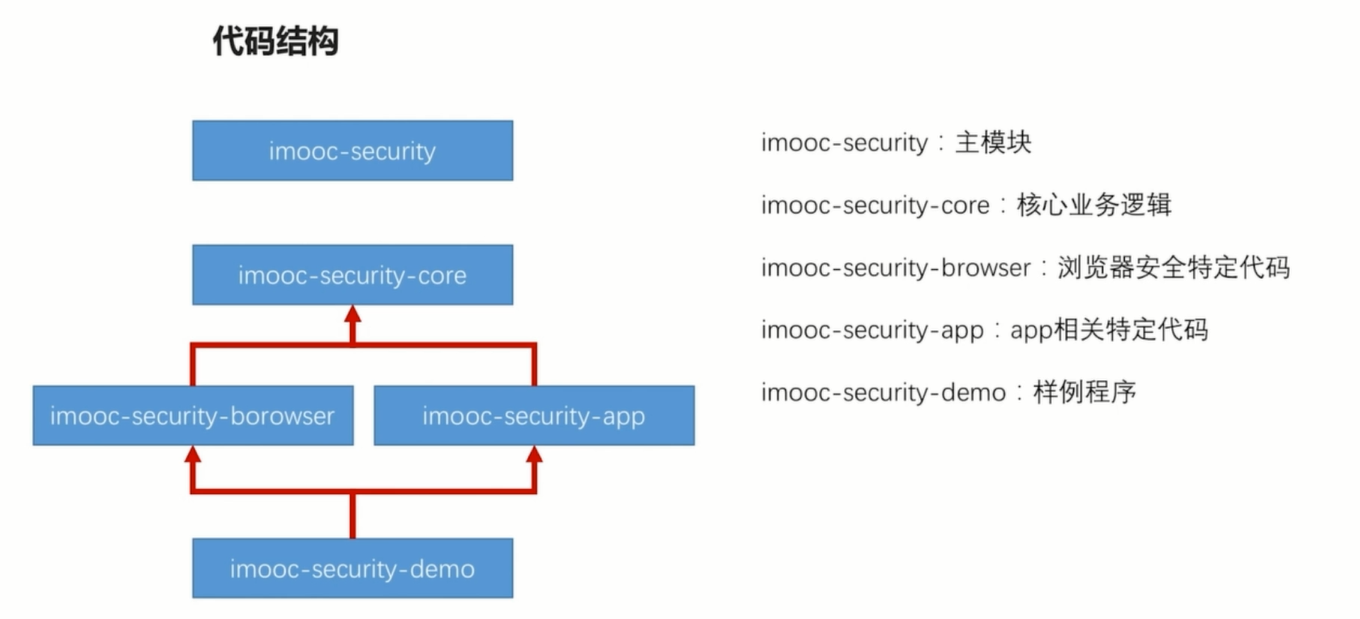 代码结构
imooc-security
imooc-security-core
imooc-security-borowser
imooc-security-app
imooc-security-demo
imooc-security：主模块
imooc-security-core：核心业务逻辑
imooc-security-browser：浏览器安全特定代码
imooc-security-app：app相关特定代码
imooc-security-demo：样例程序